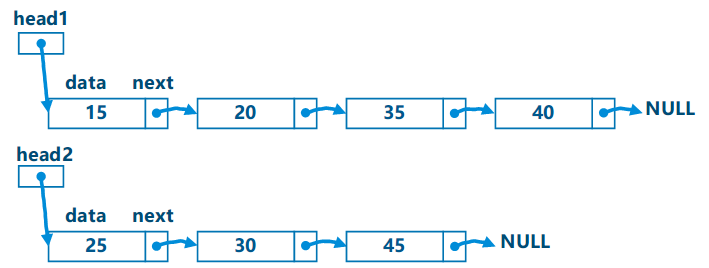 head1
data next
15 20 35 40 NULL
head2
data next
25 30 45 NULL